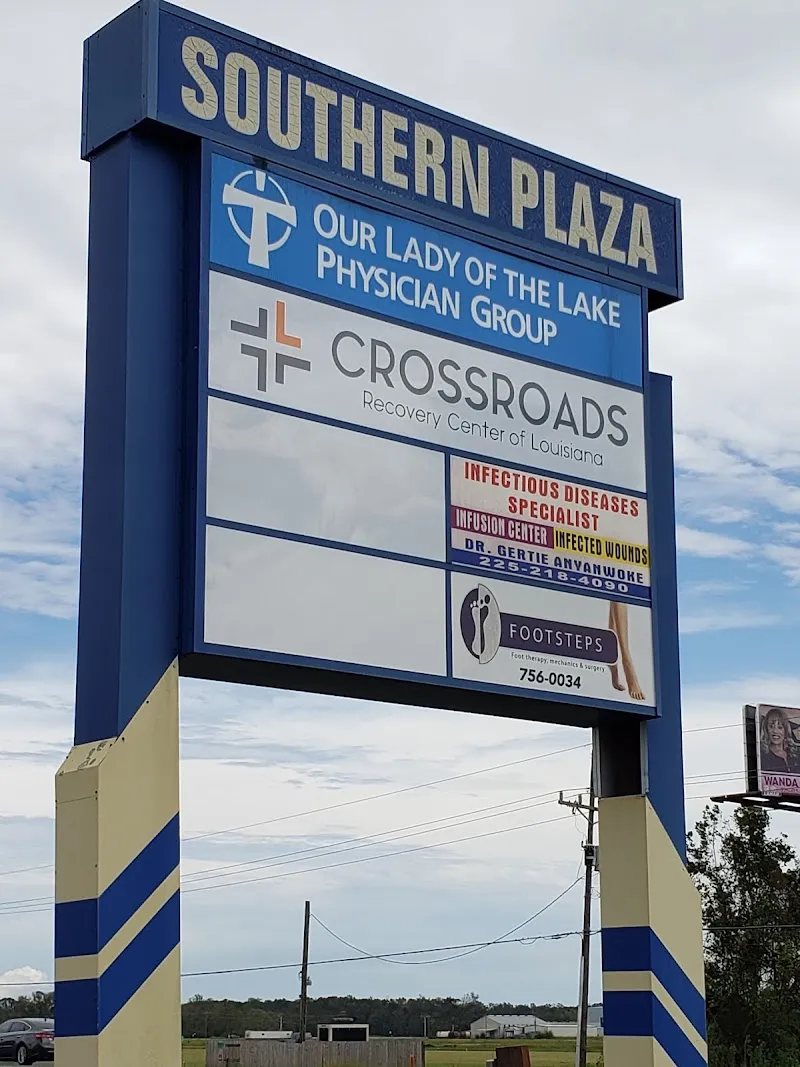 SOUTHERN PLAZA
OUR LADY OF THE LAKE
PHYSICIAN GROUP
CROSSROADS
Recovery Center of Louisiana
INFECTIOUS DISEASES
SPECIALIST
INFUSION CENTER INFECTED WOUNDS
DR. GERTIE ANYANWOKE
225-218-4090
FOOTSTEPS
Foot therapy, mechanics & surgery
756-0034
WANDA